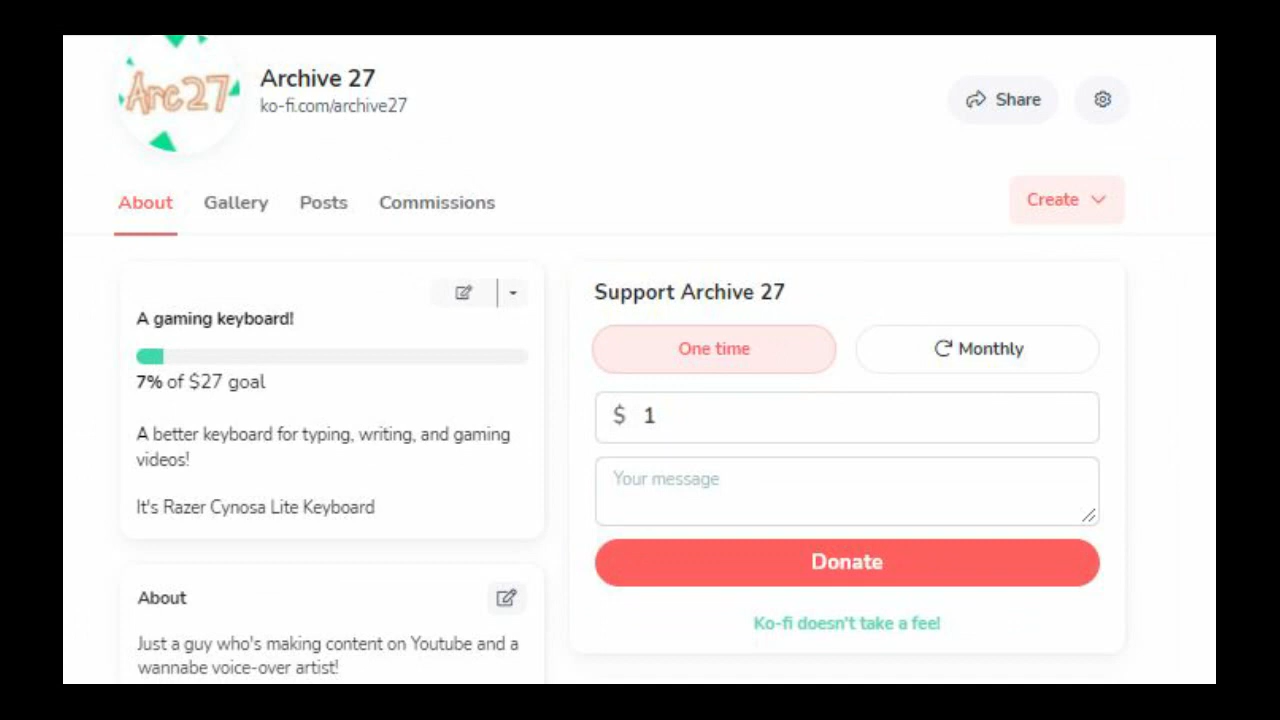 Arc27
Archive 27
ko-fi.com/archive27
Share
About Gallery Posts Commissions
Create
A gaming keyboard!
7% of $27 goal
A better keyboard for typing, writing, and gaming
videos!
It's Razer Cynosa Lite Keyboard
About
Just a guy who's making content on Youtube and a
wannabe voice-over artist!
Support Archive 27
One time
Monthly
$ 1
Your message
Donate
Ko-fi doesn't take a fee!